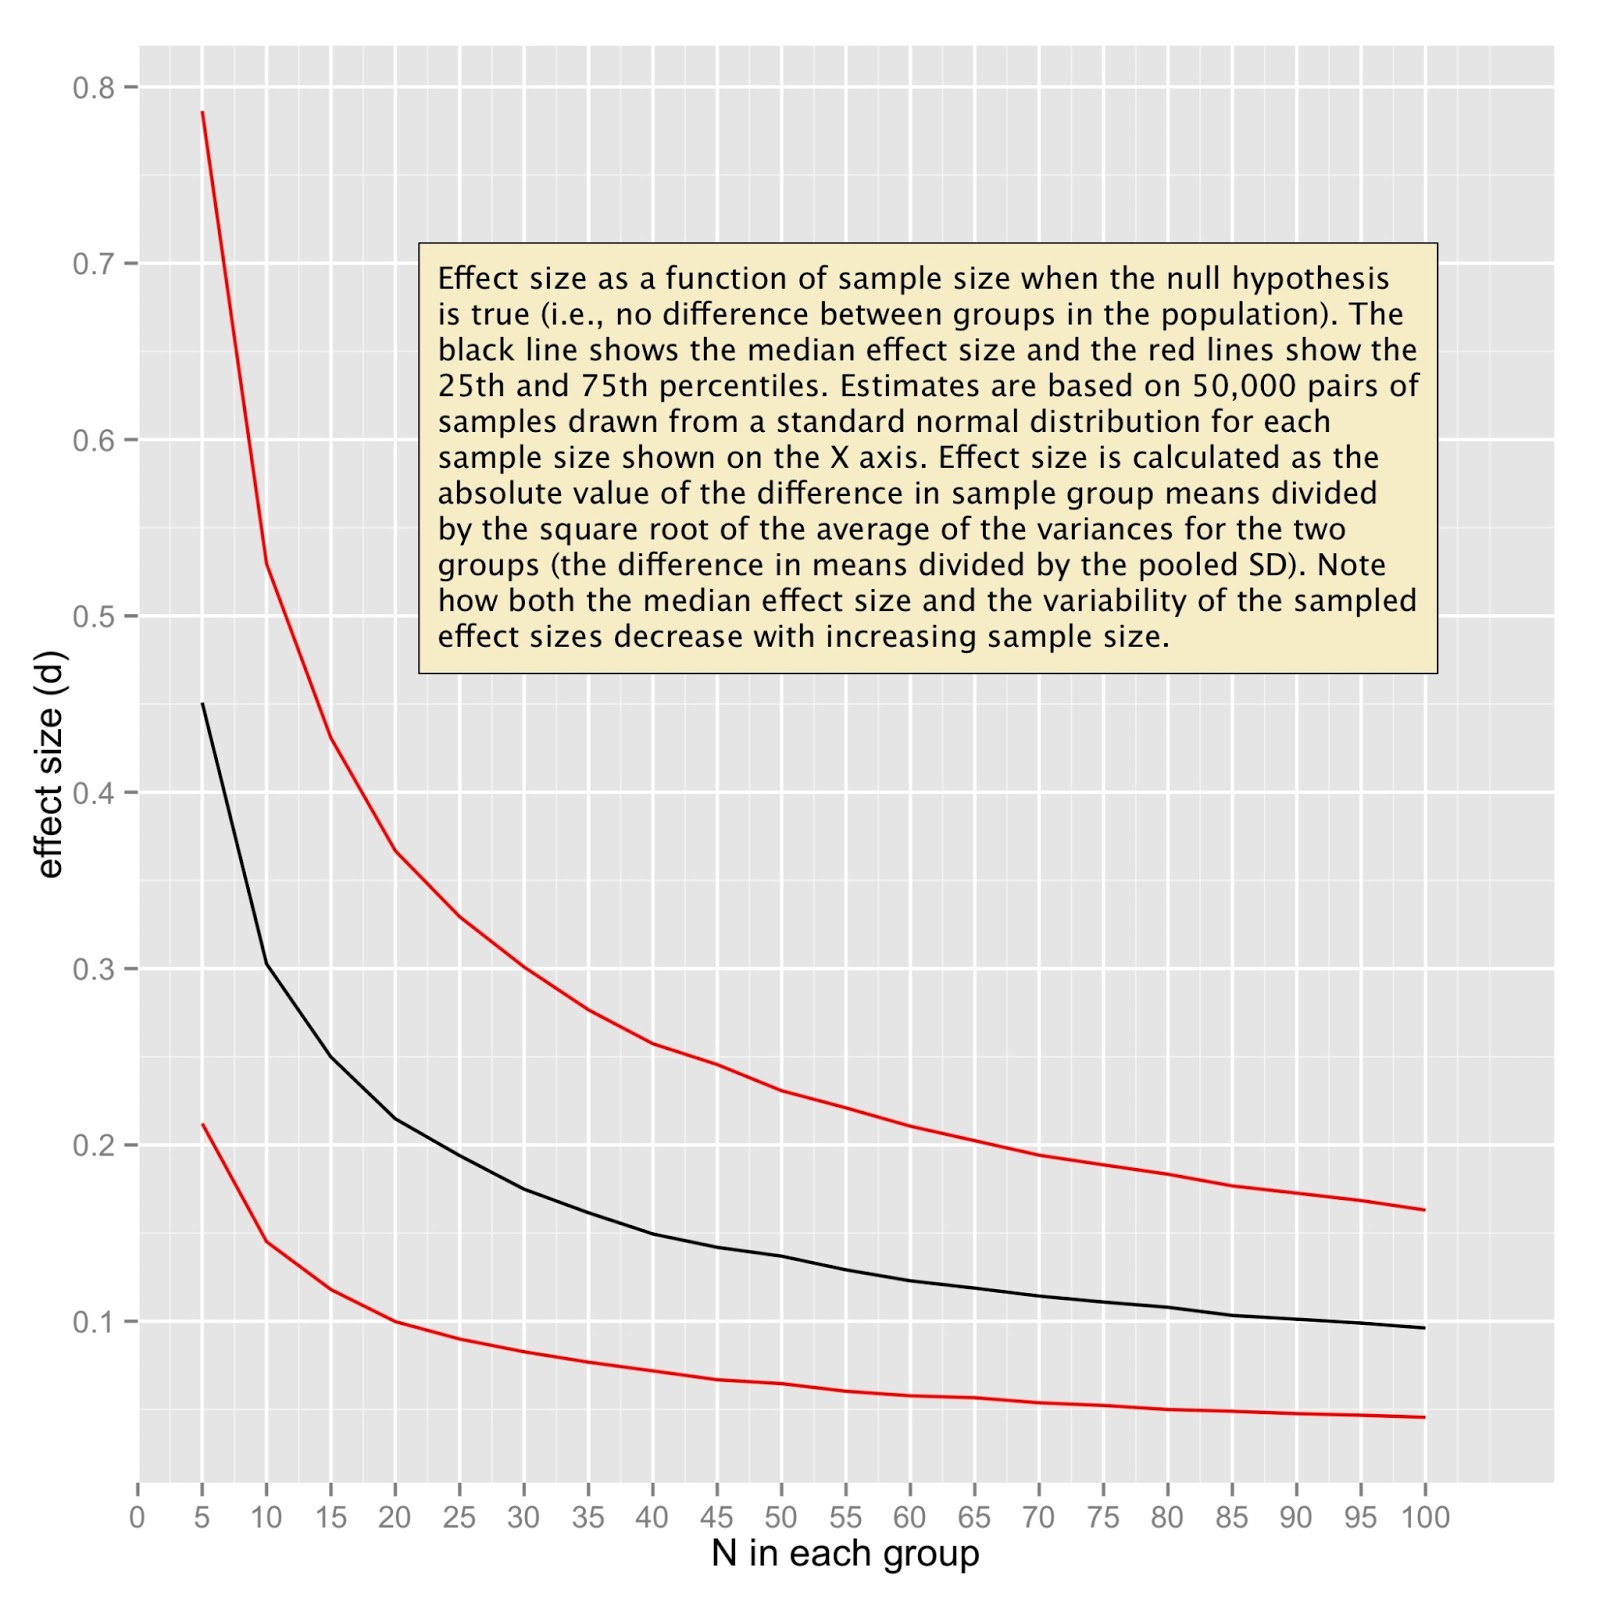 0.8
0.7
0.6
0.5
0.4
0.3
0.2
0.1
effect size (d)
Effect size as a function of sample size when the null hypothesis
is true (i.e., no difference between groups in the population). The
black line shows the median effect size and the red lines show the
25th and 75th percentiles. Estimates are based on 50,000 pairs of
samples drawn from a standard normal distribution for each
sample size shown on the X axis. Effect size is calculated as the
absolute value of the difference in sample group means divided
by the square root of the average of the variances for the two
groups (the difference in means divided by the pooled SD). Note
how both the median effect size and the variability of the sampled
effect sizes decrease with increasing sample size.
0 5 10 15 20 25 30 35 40 45 50 55 60 65 70 75 80 85 90 95 100
N in each group